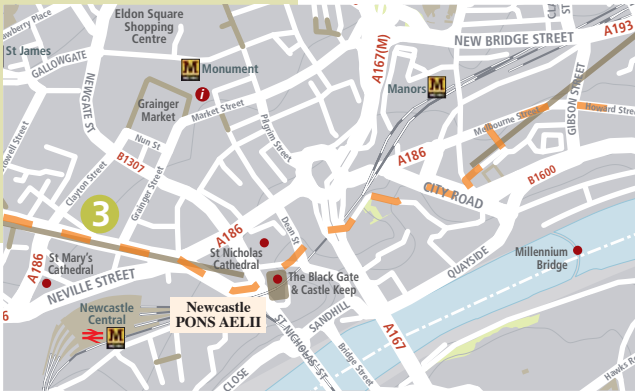 Eldon Square
Shopping
Centre
St James
GALLOWGATE
NEWGATE ST
M Monument
i
Grainger
Market
Market Street
Pilgrim Street
A167(M)
Manors M
NEW BRIDGE STREET
A193
GIBSON STREET
Howard Street
Melbourne Street
Nun St
B1307
Clayton Street
Grainger Street
A186
CITY ROAD
B1600
3
A186
Dean St
St Nicholas
Cathedral
St Mary's
Cathedral
A186
NEVILLE STREET
The Black Gate
& Castle Keep
QUAYSIDE
Millennium
Bridge
Newcastle
Central
M
Newcastle
PONS AELII
ST. NICHOLAS' ST
SANDHILL
Bridge Street
A167
CLOSE
6